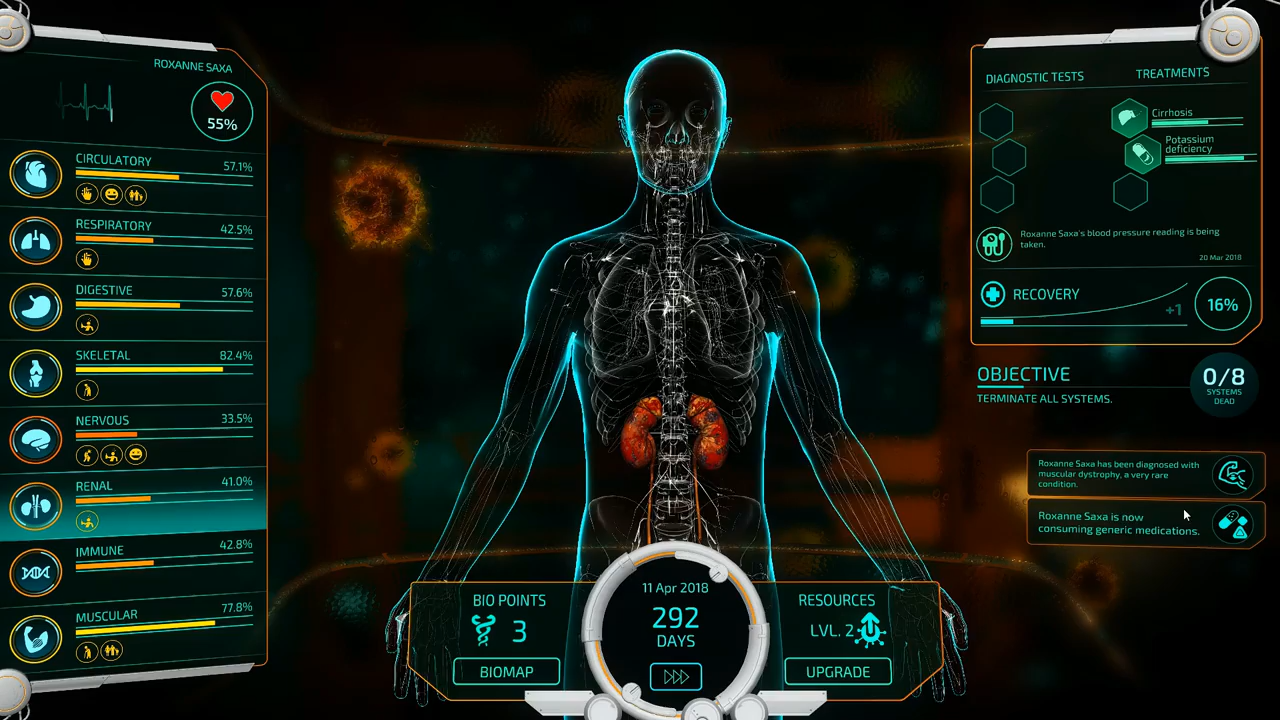 ROXANNE SAXA
55%
CIRCULATORY 57.1%
RESPIRATORY 42.5%
DIGESTIVE 57.6%
SKELETAL 82.4%
NERVOUS 33.5%
RENAL 41.0%
IMMUNE 42.8%
MUSCULAR 77.8%
BIO POINTS
3
BIOMAP
11 Apr 2018
292
DAYS
RESOURCES
LVL. 2
UPGRADE
DIAGNOSTIC TESTS
TREATMENTS
Cirrhosis
Potassium
deficiency
Roxanne Saxa's blood pressure reading is being
taken.
20 Mar 2018
RECOVERY
+1
16%
OBJECTIVE
TERMINATE ALL SYSTEMS.
0/8
SYSTEMS
DEAD
Roxanne Saxa has been diagnosed with
muscular dystrophy, a very rare
condition.
Roxanne Saxa is now
consuming generic medications.